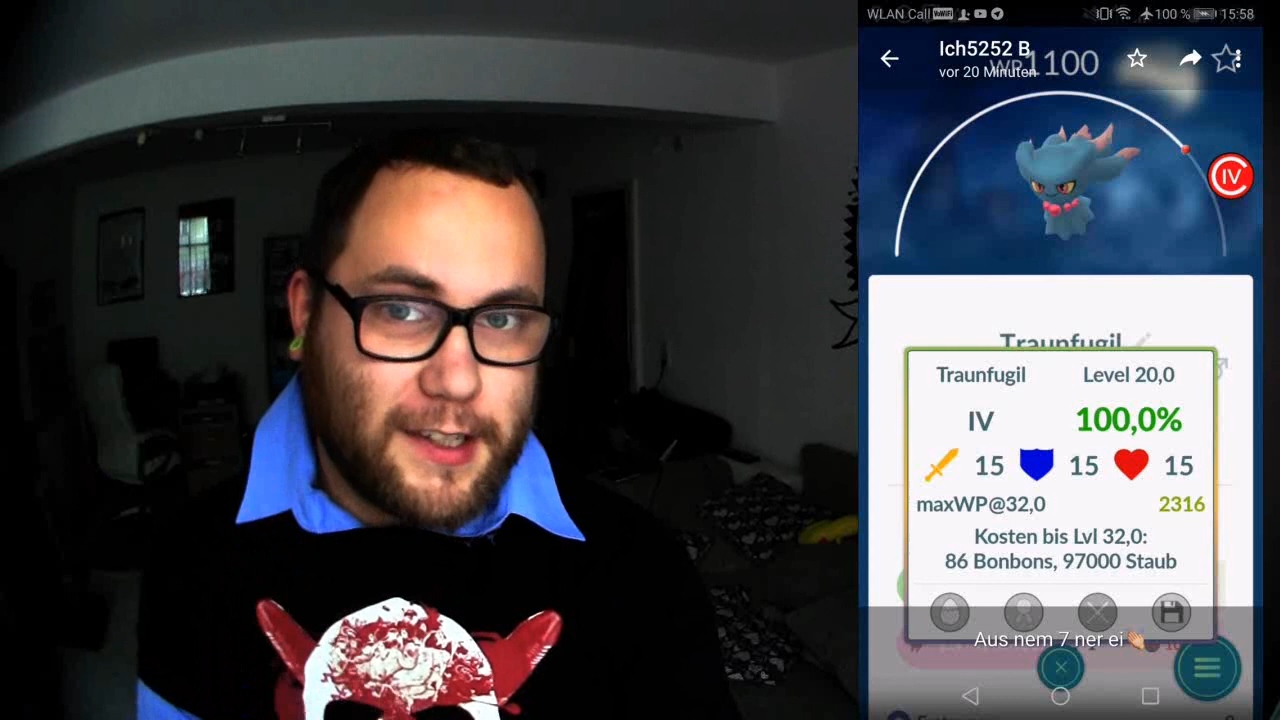 WLAN Call VoWiFi 100 % 15:58
Ich5252 B
vor 20 Minuten
WP1100
IV
Traunfugil
Traunfugil Level 20,0
IV 100,0%
15 15 15
maxWP@32,0 2316
Kosten bis Lvl 32,0:
86 Bonbons, 97000 Staub
Aus nem 7 ner ei